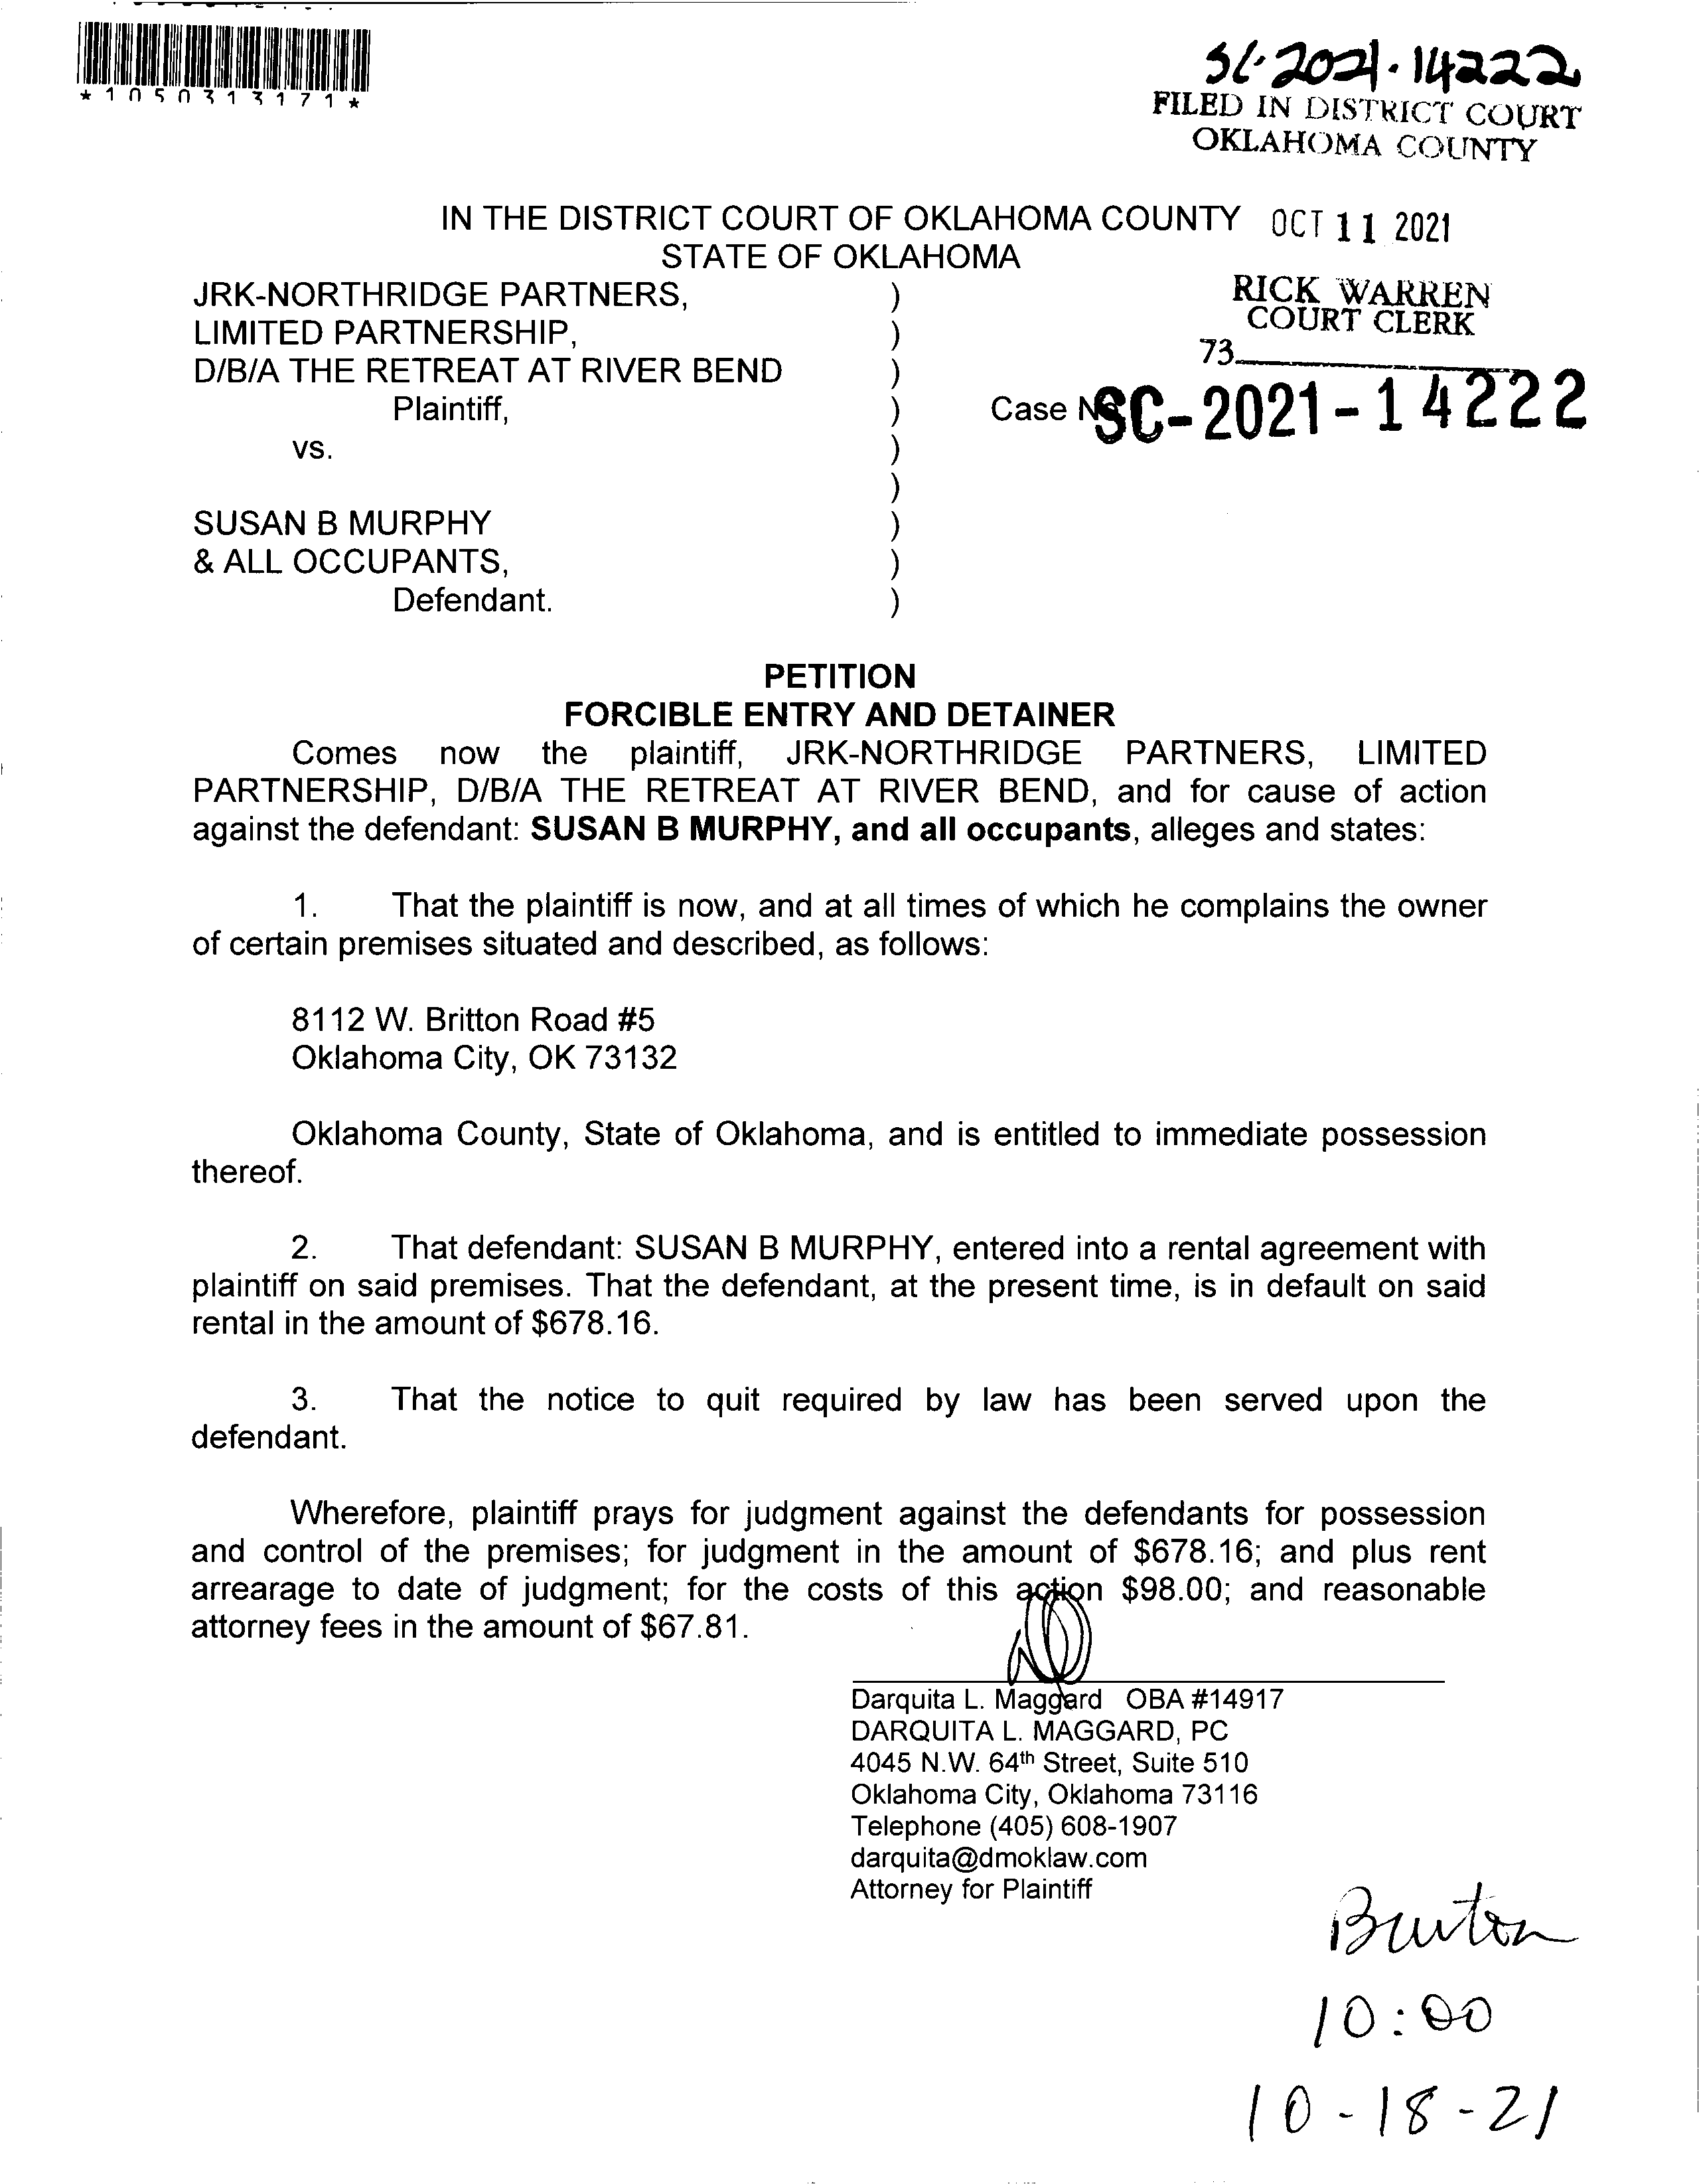 SC-2021-14222
*1050313171*
FILED IN DISTRICT COURT
OKLAHOMA COUNTY
IN THE DISTRICT COURT OF OKLAHOMA COUNTY OCT 11 2021
STATE OF OKLAHOMA
JRK-NORTHRIDGE PARTNERS, )
RICK WARREN
COURT CLERK
LIMITED PARTNERSHIP, )
73
D/B/A THE RETREAT AT RIVER BEND )
Plaintiff, ) Case No SC-2021-14222
vs. )
)
SUSAN B MURPHY )
& ALL OCCUPANTS, )
Defendant. )
PETITION
FORCIBLE ENTRY AND DETAINER
Comes now the plaintiff, JRK-NORTHRIDGE PARTNERS, LIMITED
PARTNERSHIP, D/B/A THE RETREAT AT RIVER BEND, and for cause of action
against the defendant: SUSAN B MURPHY, and all occupants, alleges and states:
1. That the plaintiff is now, and at all times of which he complains the owner
of certain premises situated and described, as follows:
8112 W. Britton Road #5
Oklahoma City, OK 73132
Oklahoma County, State of Oklahoma, and is entitled to immediate possession
thereof.
2. That defendant: SUSAN B MURPHY, entered into a rental agreement with
plaintiff on said premises. That the defendant, at the present time, is in default on said
rental in the amount of $678.16.
3. That the notice to quit required by law has been served upon the
defendant.
Wherefore, plaintiff prays for judgment against the defendants for possession
and control of the premises; for judgment in the amount of $678.16; and plus rent
arrearage to date of judgment; for the costs of this action $98.00; and reasonable
attorney fees in the amount of $67.81.
Darquita L. Maggard OBA #14917
DARQUITA L. MAGGARD, PC
4045 N.W. 64th Street, Suite 510
Oklahoma City, Oklahoma 73116
Telephone (405) 608-1907
darquita@dmoklaw.com
Attorney for Plaintiff
10:00
10-18-21